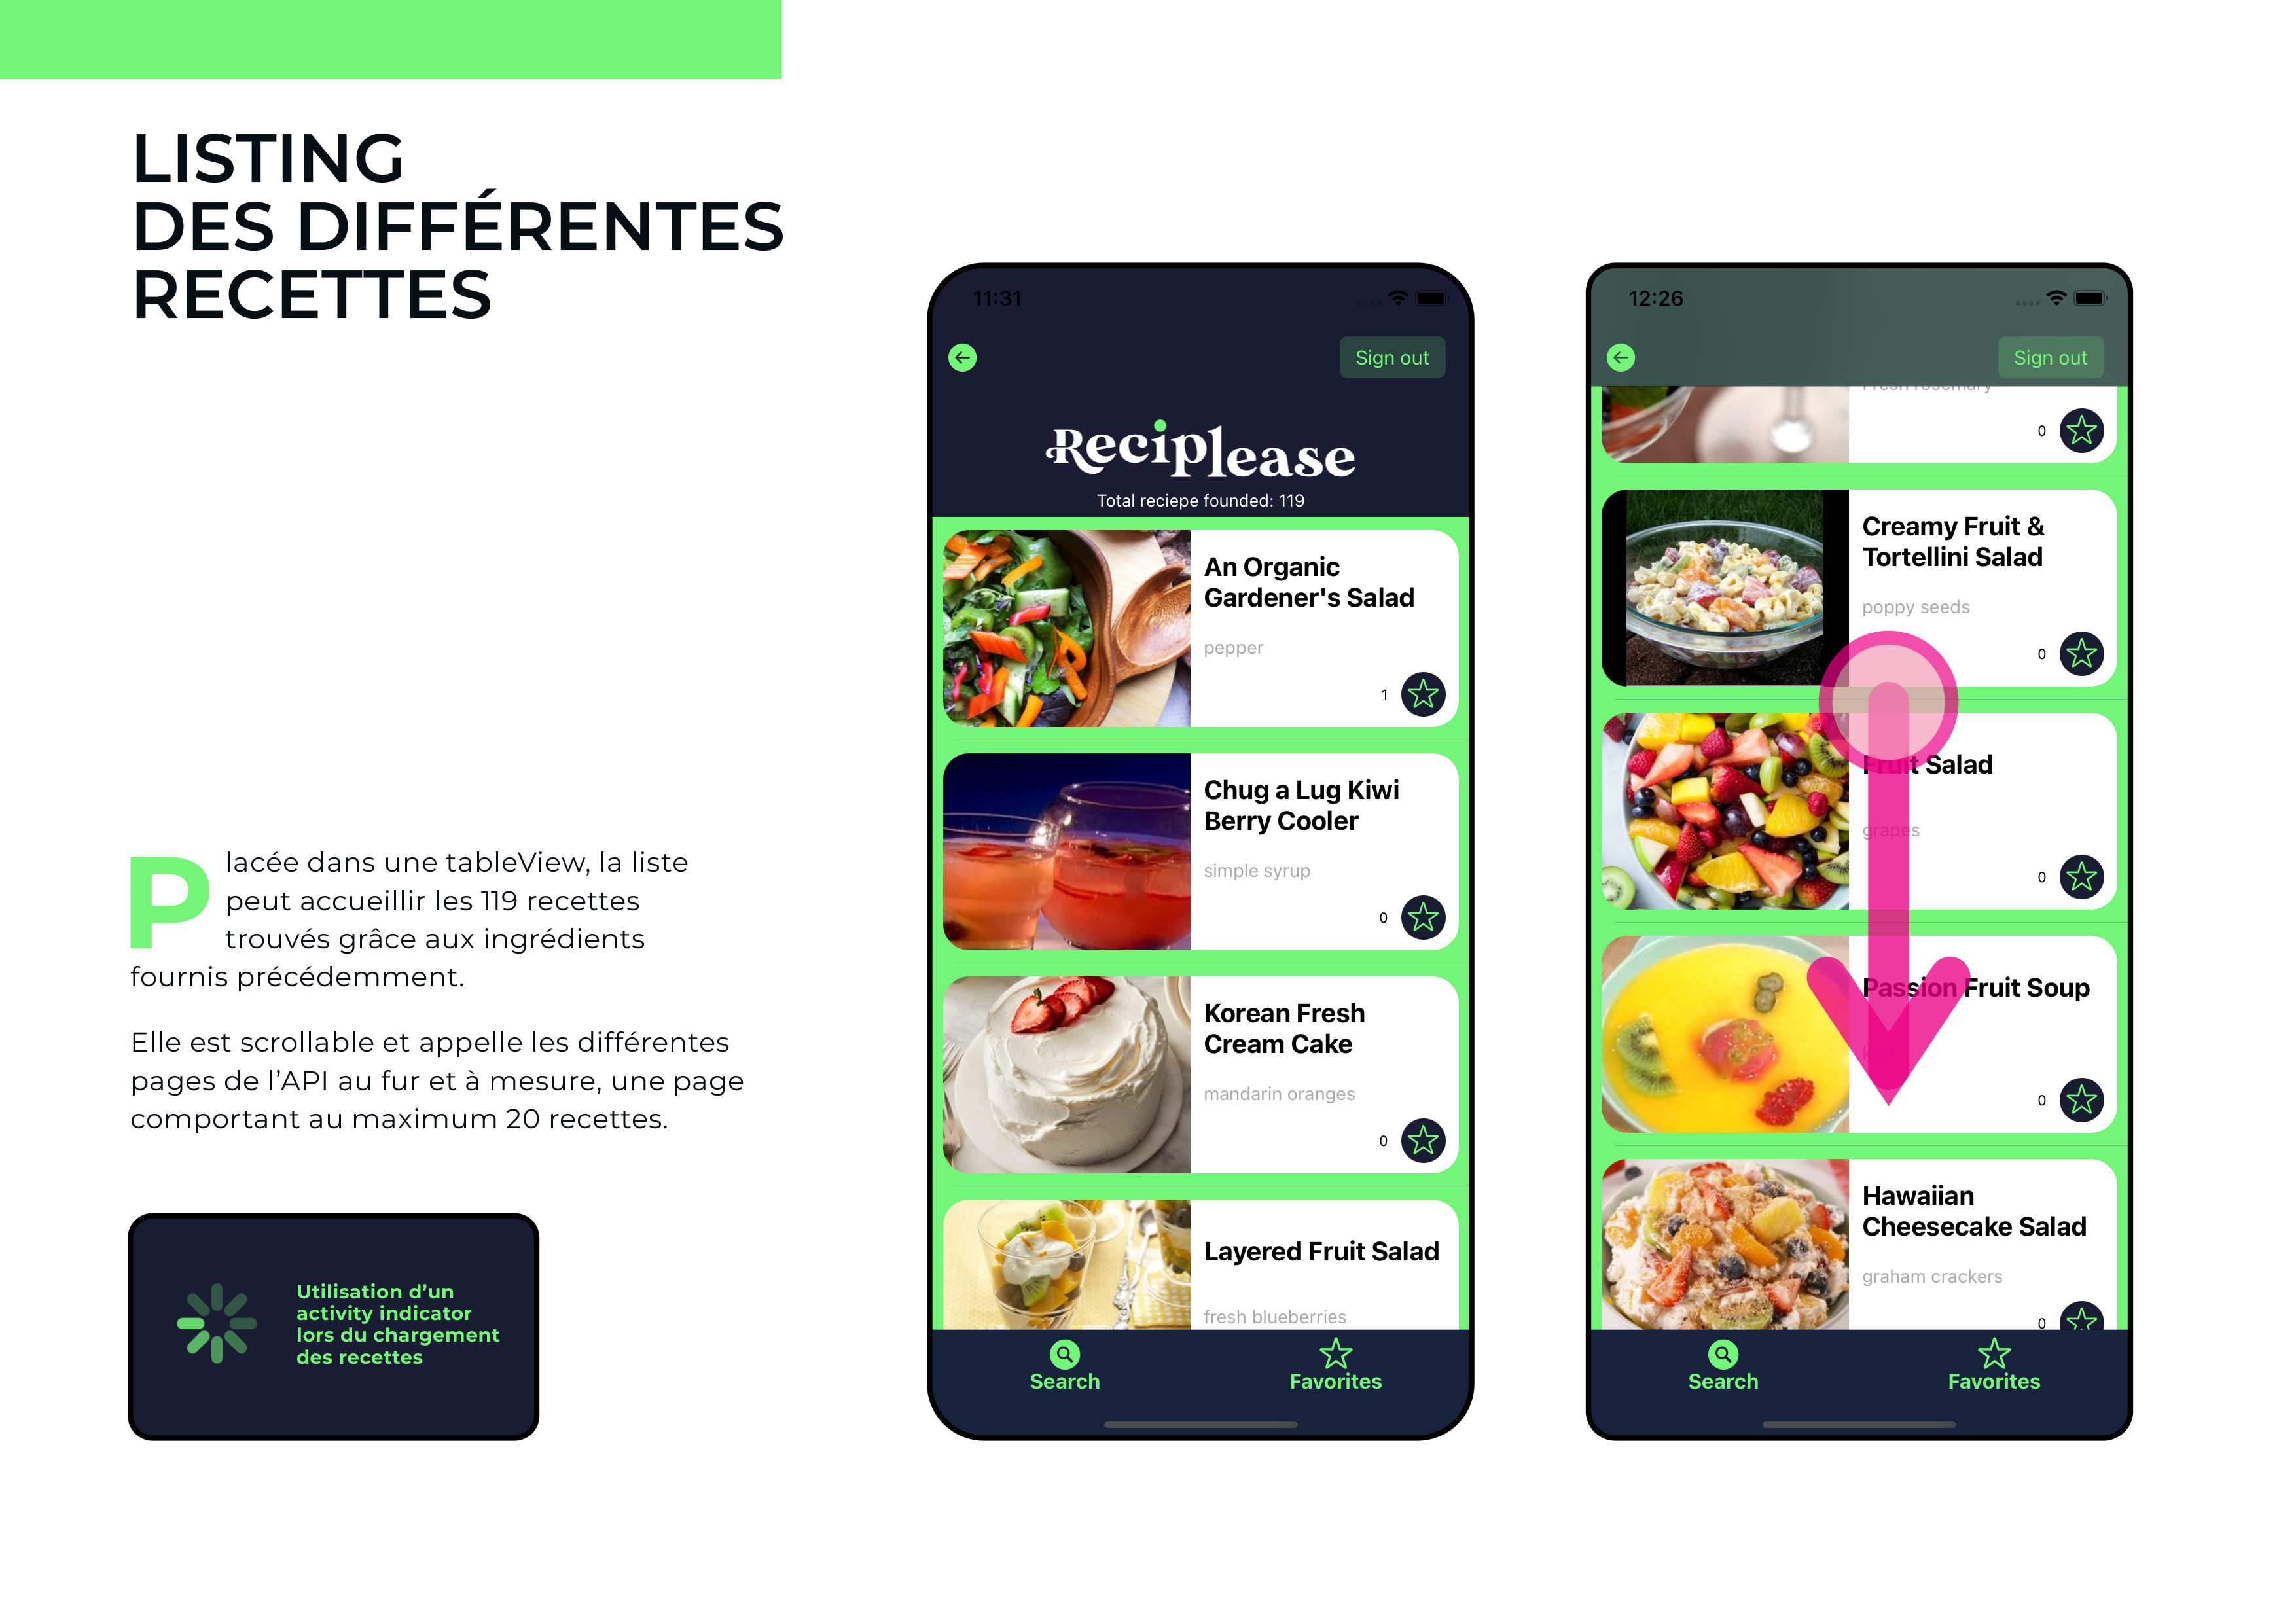 LISTING
DES DIFFÉRENTES
RECETTES
Placée dans une tableView, la liste
peut accueillir les 119 recettes
trouvés grâce aux ingrédients
fournis précédemment.
Elle est scrollable et appelle les différentes
pages de l’API au fur et à mesure, une page
comportant au maximum 20 recettes.
Utilisation d’un
activity indicator
lors du chargement
des recettes
11:31
Sign out
Reciplease
Total reciepe founded: 119
An Organic
Gardener's Salad
pepper
1
Chug a Lug Kiwi
Berry Cooler
simple syrup
0
Korean Fresh
Cream Cake
mandarin oranges
0
Layered Fruit Salad
fresh blueberries
Search
Favorites
12:26
Sign out
Fresh rosemary
0
Creamy Fruit &
Tortellini Salad
poppy seeds
0
Fruit Salad
grapes
0
Passion Fruit Soup
0
Hawaiian
Cheesecake Salad
graham crackers
0
Search
Favorites